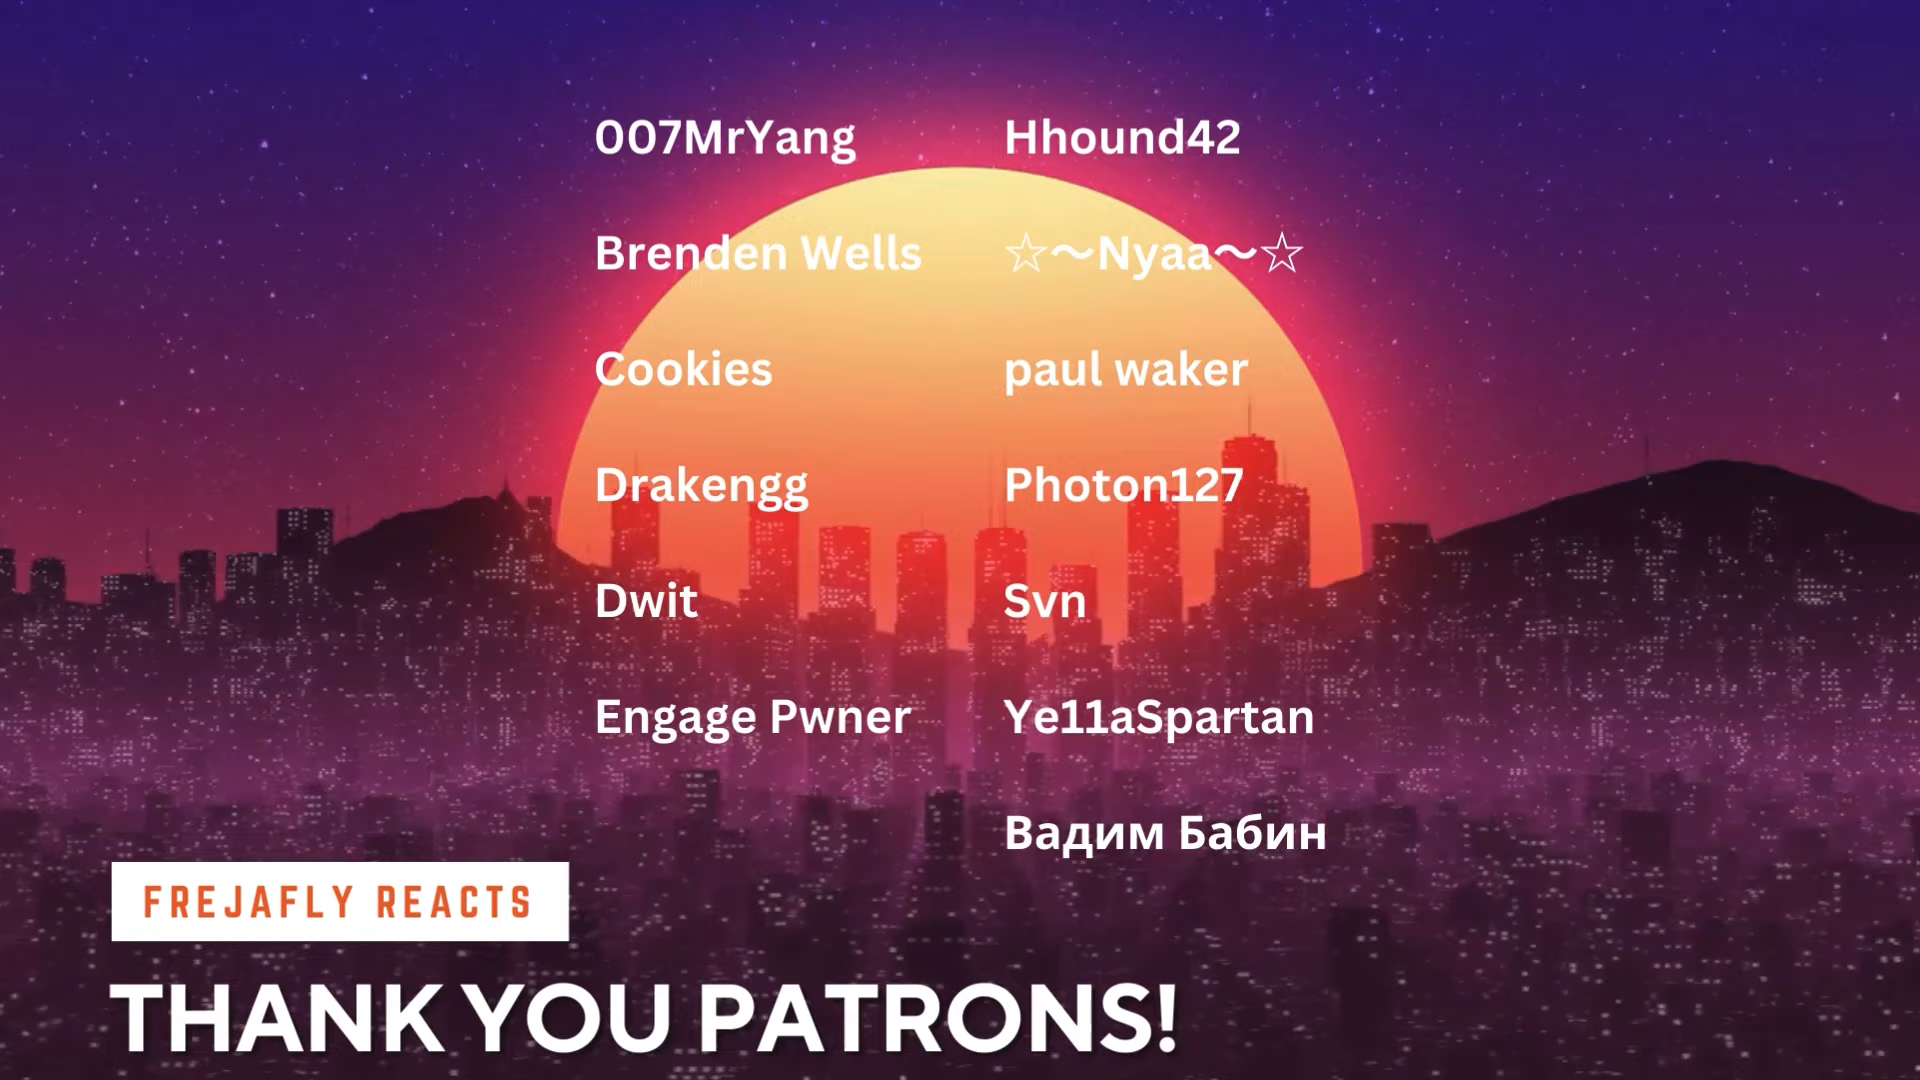 007MrYang
Brenden Wells
Cookies
Drakengg
Dwit
Engage Pwner
Hhound42
☆～Nyaa～☆
paul waker
Photon127
Svn
Ye11aSpartan
Вадим Бабин
FREJAFLY REACTS
THANK YOU PATRONS!